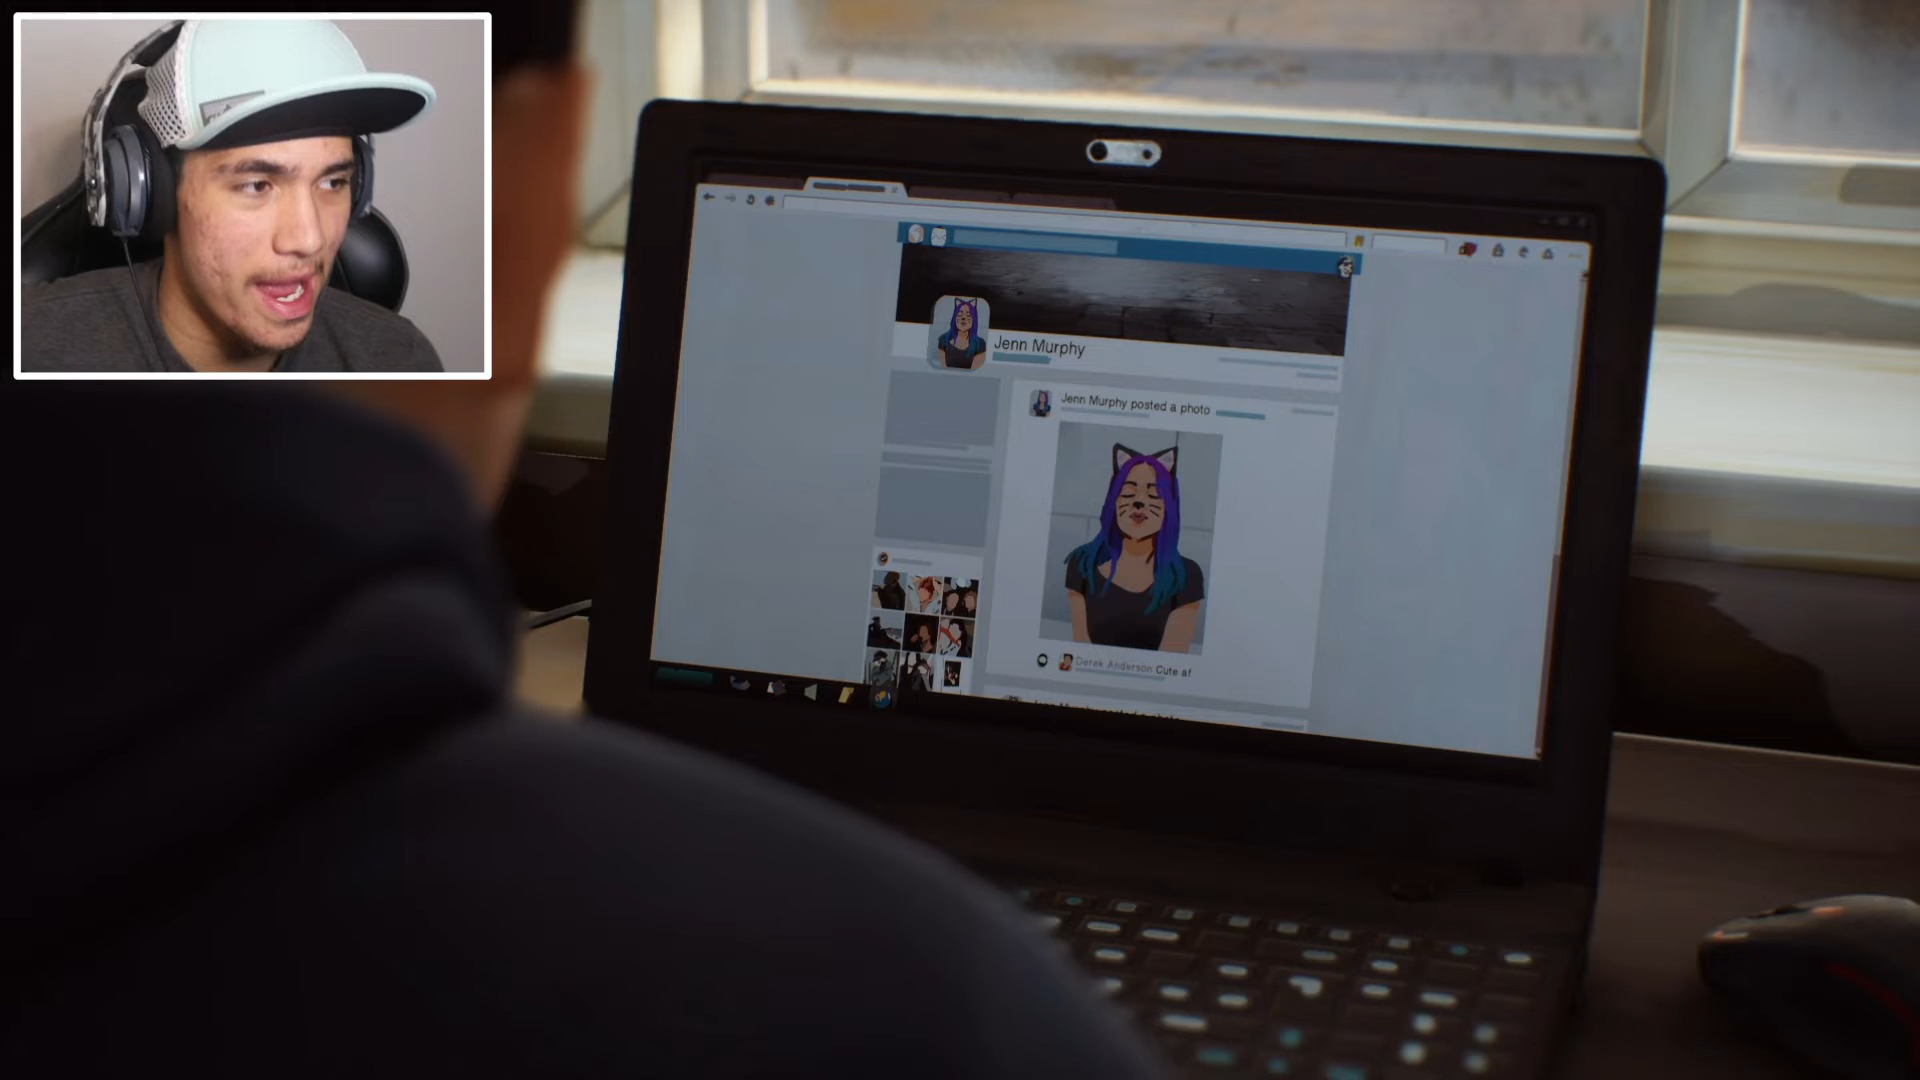 Jenn Murphy
Jenn Murphy posted a photo
Derek Anderson Cute af